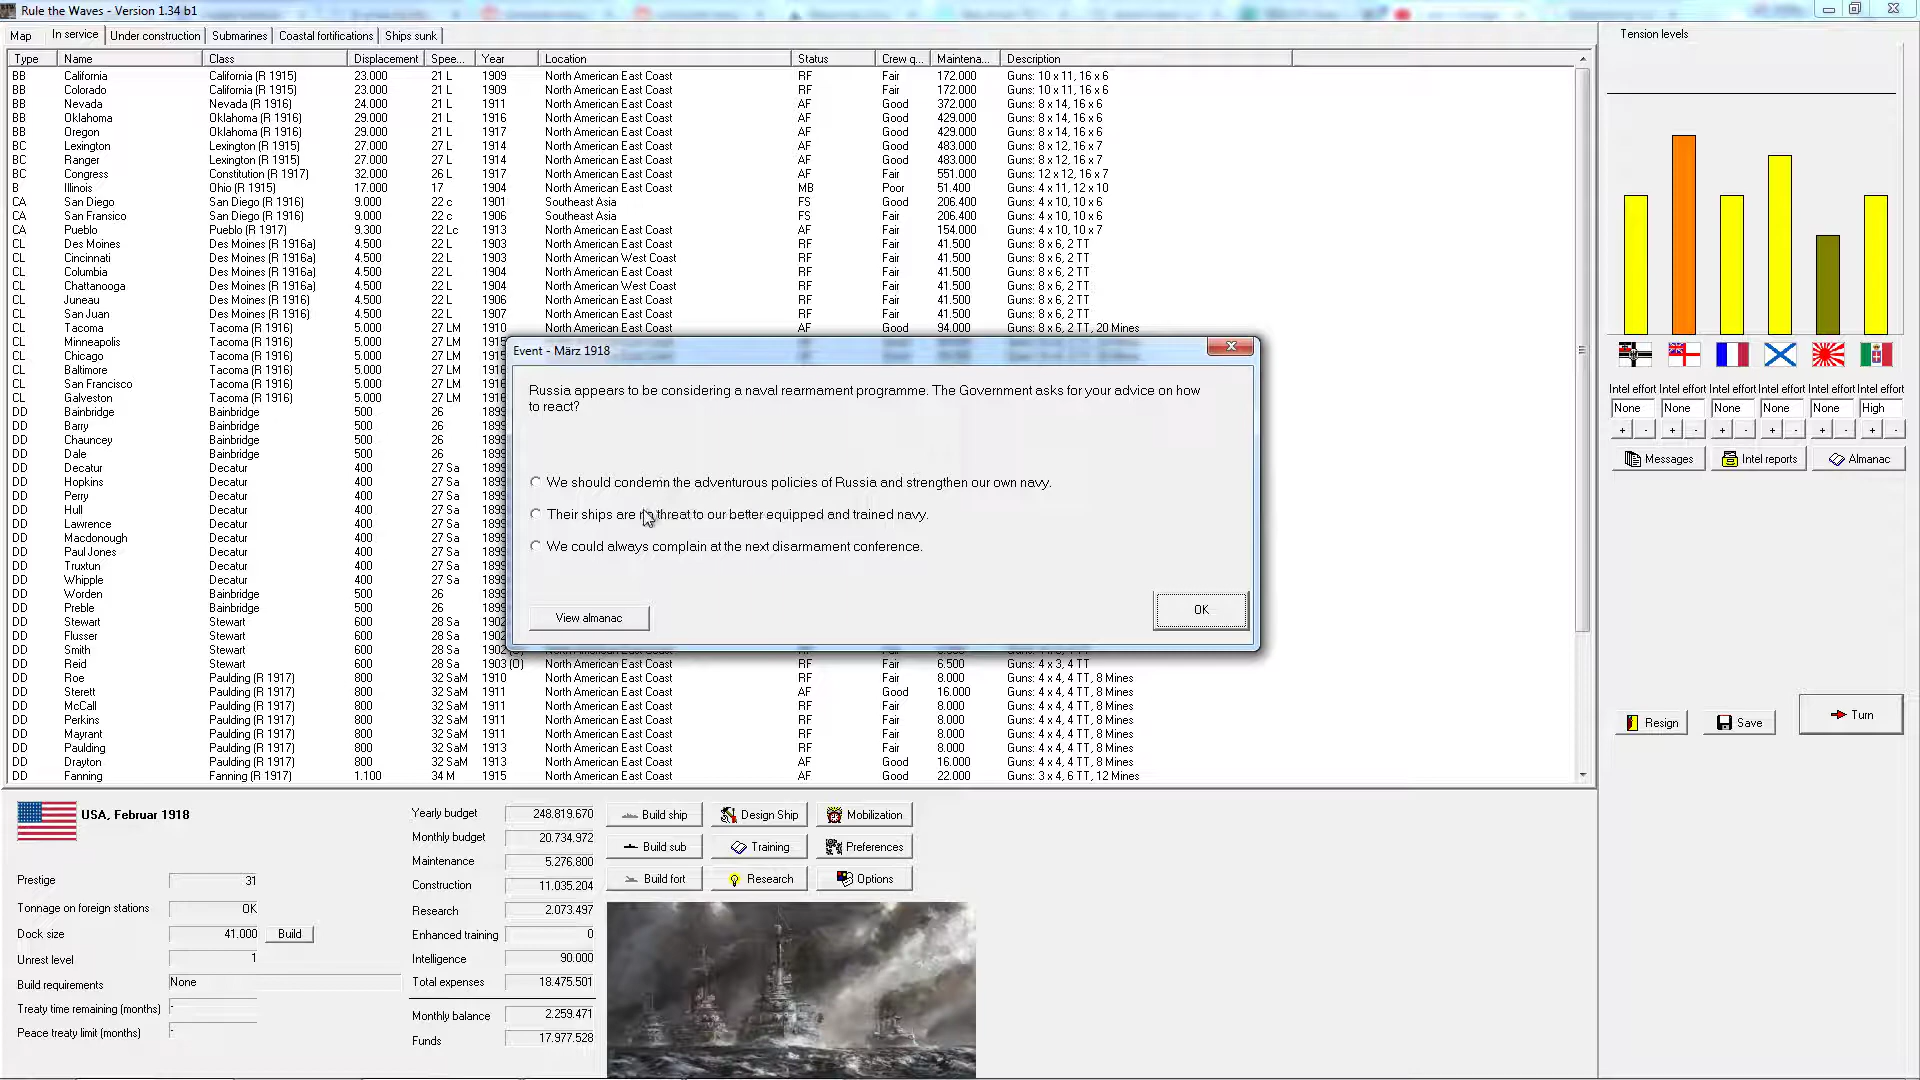 Rule the Waves - Version 1.34 b1
Map In service Under construction Submarines Coastal fortifications Ships sunk
Type Name Class Displacement Spee... Year Location Status Crew q... Maintena... Description
BB California California (R 1915) 23.000 21 L 1909 North American East Coast RF Fair 172.000 Guns: 10 x 11, 16 x 6
BB Colorado California (R 1915) 23.000 21 L 1909 North American East Coast RF Fair 172.000 Guns: 10 x 11, 16 x 6
BB Nevada Nevada (R 1916) 24.000 21 L 1911 North American East Coast AF Good 372.000 Guns: 8 x 14, 16 x 6
BB Oklahoma Oklahoma (R 1916) 29.000 21 L 1916 North American East Coast AF Good 429.000 Guns: 8 x 14, 16 x 6
BB Oregon Oklahoma (R 1916) 29.000 21 L 1917 North American East Coast AF Good 429.000 Guns: 8 x 14, 16 x 6
BC Lexington Lexington (R 1915) 27.000 27 L 1914 North American East Coast AF Good 483.000 Guns: 8 x 12, 16 x 7
BC Ranger Lexington (R 1915) 27.000 27 L 1914 North American East Coast AF Good 483.000 Guns: 8 x 12, 16 x 7
BC Congress Constitution (R 1917) 32.000 26 L 1917 North American East Coast AF Fair 551.000 Guns: 12 x 12, 16 x 7
B Illinois Ohio (R 1915) 17.000 17 1904 North American East Coast MB Poor 51.400 Guns: 4 x 11, 12 x 10
CA San Diego San Diego (R 1916) 9.000 22 c 1901 Southeast Asia FS Good 206.400 Guns: 4 x 10, 10 x 6
CA San Fransico San Diego (R 1916) 9.000 22 c 1906 Southeast Asia FS Fair 206.400 Guns: 4 x 10, 10 x 6
CA Pueblo Pueblo (R 1917) 9.300 22 Lc 1913 North American East Coast AF Fair 154.000 Guns: 4 x 10, 10 x 7
CL Des Moines Des Moines (R 1916a) 4.500 22 L 1903 North American East Coast RF Fair 41.500 Guns: 8 x 6, 2 TT
CL Cincinnati Des Moines (R 1916a) 4.500 22 L 1903 North American West Coast RF Fair 41.500 Guns: 8 x 6, 2 TT
CL Columbia Des Moines (R 1916a) 4.500 22 L 1904 North American East Coast RF Fair 41.500 Guns: 8 x 6, 2 TT
CL Chattanooga Des Moines (R 1916a) 4.500 22 L 1904 North American West Coast RF Fair 41.500 Guns: 8 x 6, 2 TT
CL Juneau Des Moines (R 1916a) 4.500 22 L 1906 North American East Coast RF Fair 41.500 Guns: 8 x 6, 2 TT
CL San Juan Des Moines (R 1916a) 4.500 22 L 1907 North American East Coast RF Fair 41.500 Guns: 8 x 6, 2 TT
CL Tacoma Tacoma (R 1916) 5.000 27 LM 1910 North American East Coast AF Good 94.000 Guns: 8 x 6, 2 TT, 20 Mines
CL Minneapolis Tacoma (R 1916) 5.000 27 LM
CL Chicago Tacoma (R 1916) 5.000 27 LM
CL Baltimore Tacoma (R 1916) 5.000 27 LM
CL San Francisco Tacoma (R 1916) 5.000 27 LM
CL Galveston Tacoma (R 1916) 5.000 27 LM
DD Bainbridge Bainbridge 500 26
DD Barry Bainbridge 500 26
DD Chauncey Bainbridge 500 26
DD Dale Bainbridge 500 26
DD Decatur Decatur 400 27 Sa
DD Hopkins Decatur 400 27 Sa
DD Perry Decatur 400 27 Sa
DD Hull Decatur 400 27 Sa
DD Lawrence Decatur 400 27 Sa
DD Macdonough Decatur 400 27 Sa
DD Paul Jones Decatur 400 27 Sa
DD Truxtun Decatur 400 27 Sa
DD Whipple Decatur 400 27 Sa
DD Worden Bainbridge 500 26
DD Preble Bainbridge 500 26
DD Stewart Stewart 600 28 Sa
DD Flusser Stewart 600 28 Sa
DD Smith Stewart 600 28 Sa
DD Reid Stewart 600 28 Sa 1903 (O) North American East Coast RF Fair 6.500 Guns: 4 x 3, 4 TT
DD Roe Paulding (R 1917) 800 32 SaM 1910 North American East Coast RF Fair 8.000 Guns: 4 x 4, 4 TT, 8 Mines
DD Sterett Paulding (R 1917) 800 32 SaM 1911 North American East Coast AF Good 16.000 Guns: 4 x 4, 4 TT, 8 Mines
DD McCall Paulding (R 1917) 800 32 SaM 1911 North American East Coast RF Fair 8.000 Guns: 4 x 4, 4 TT, 8 Mines
DD Perkins Paulding (R 1917) 800 32 SaM 1911 North American East Coast RF Fair 8.000 Guns: 4 x 4, 4 TT, 8 Mines
DD Mayrant Paulding (R 1917) 800 32 SaM 1911 North American East Coast RF Fair 8.000 Guns: 4 x 4, 4 TT, 8 Mines
DD Paulding Paulding (R 1917) 800 32 SaM 1913 North American East Coast RF Fair 8.000 Guns: 4 x 4, 4 TT, 8 Mines
DD Drayton Paulding (R 1917) 800 32 SaM 1913 North American East Coast AF Good 16.000 Guns: 4 x 4, 4 TT, 8 Mines
DD Fanning Fanning (R 1917) 1.100 34 M 1915 North American East Coast AF Good 22.000 Guns: 3 x 4, 6 TT, 12 Mines
Event - März 1918
Russia appears to be considering a naval rearmament programme. The Government asks for your advice on how
to react?
We should condemn the adventurous policies of Russia and strengthen our own navy.
Their ships are threat to our better equipped and trained navy.
We could always complain at the next disarmament conference.
View almanac
OK
Tension levels
Intel effort Intel effort Intel effort Intel effort Intel effort Intel effort
None None None None None High
+ - + - + - + - + - + -
Messages Intel reports Almanac
Resign Save Turn
USA, Februar 1918
Prestige 31
Tonnage on foreign stations OK
Dock size 41.000 Build
Unrest level 1
Build requirements None
Treaty time remaining (months) -
Peace treaty limit (months) -
Yearly budget 248.819.670
Monthly budget 20.734.972
Maintenance 5.276.800
Construction 11.035.204
Research 2.073.497
Enhanced training 0
Intelligence 90.000
Total expenses 18.475.501
Monthly balance 2.259.471
Funds 17.977.528
Build ship Design Ship Mobilization
Build sub Training Preferences
Build fort Research Options